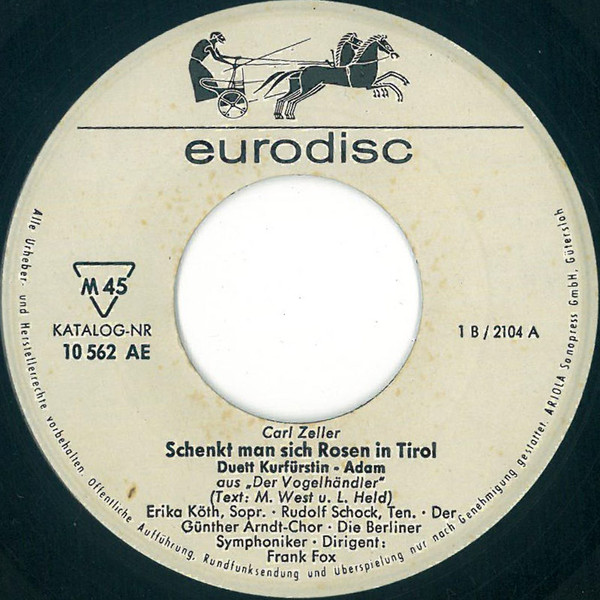 eurodisc
M 45
KATALOG-NR
10 562 AE
1 B / 2104 A
Carl Zeller
Schenkt man sich Rosen in Tirol
Duett Kurfürstin - Adam
aus „Der Vogelhändler”
(Text: M. West u. L. Held)
Erika Köth, Sopr. · Rudolf Schock, Ten. · Der
Günther Arndt-Chor · Die Berliner
Symphoniker · Dirigent:
Frank Fox
Alle Urheber- und Herstellerrechte vorbehalten. Öffentliche Aufführung, Rundfunksendung und Überspielung nur nach Genehmigung gestattet. ARIOLA Sonopress GmbH, Gütersloh